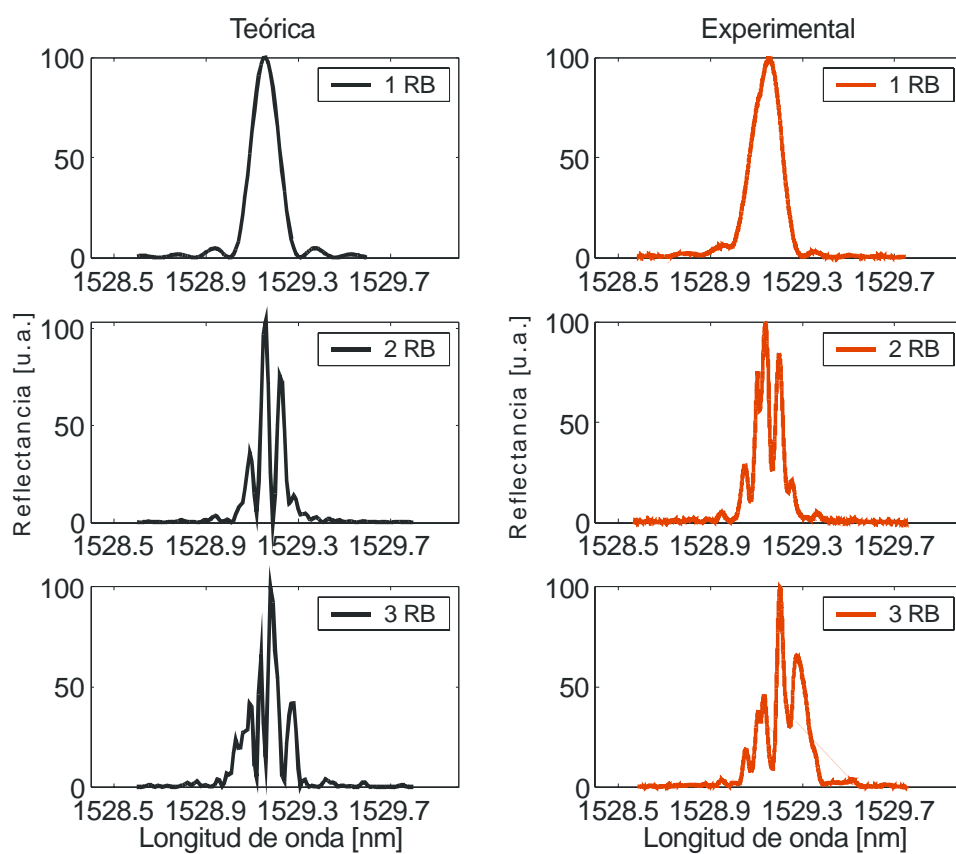 Teórica
Experimental
100
50
0
1 RB
1528.5 1528.9 1529.3 1529.7
100
50
0
1 RB
1528.5 1528.9 1529.3 1529.7
Reflectancia [u.a.]
100
50
0
2 RB
1528.5 1528.9 1529.3 1529.7
Reflectancia [u.a.]
100
50
0
2 RB
1528.5 1528.9 1529.3 1529.7
100
50
0
3 RB
1528.5 1528.9 1529.3 1529.7
Longitud de onda [nm]
100
50
0
3 RB
1528.5 1528.9 1529.3 1529.7
Longitud de onda [nm]